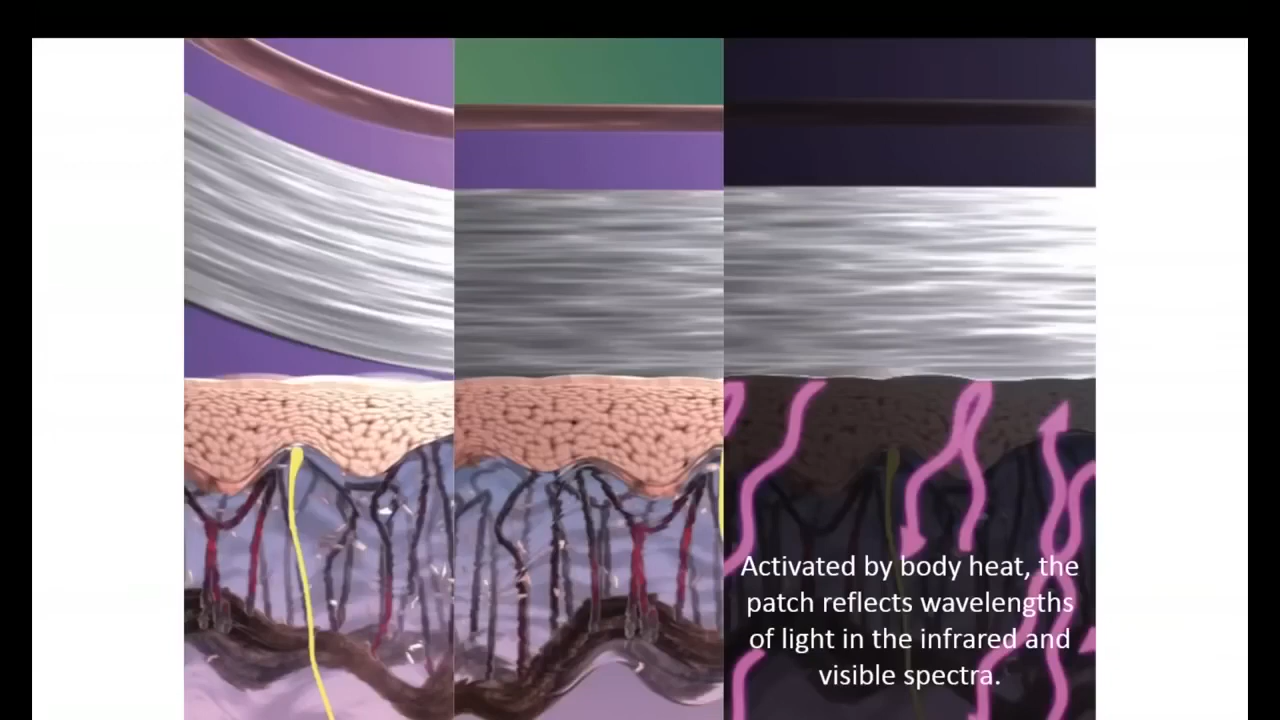 Activated by body heat, the
patch reflects wavelengths
of light in the infrared and
visible spectra.